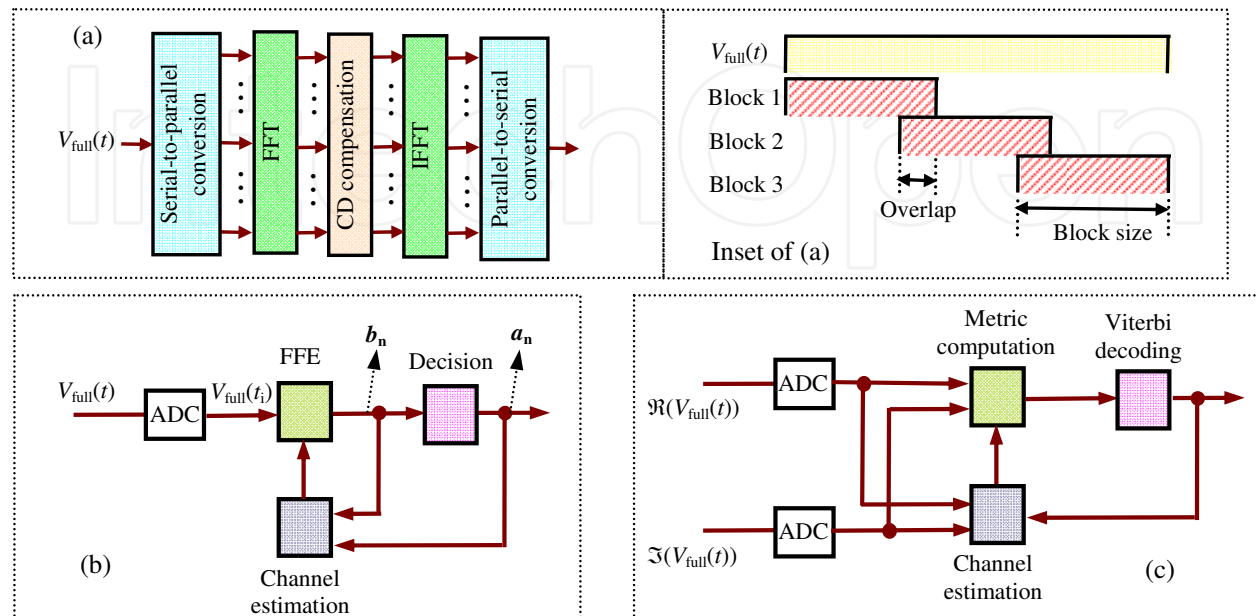 (a)
V_full(t)
Serial-to-parallel
conversion
FFT
CD compensation
IFFT
Parallel-to-serial
conversion
V_full(t)
Block 1
Block 2
Block 3
Overlap
Block size
Inset of (a)
IntechOpen
V_full(t)
ADC
V_full(t_i)
FFE
b_n
Decision
a_n
Channel
estimation
(b)
ℜ(V_full(t))
ADC
Metric
computation
Viterbi
decoding
ℑ(V_full(t))
ADC
Channel
estimation
(c)